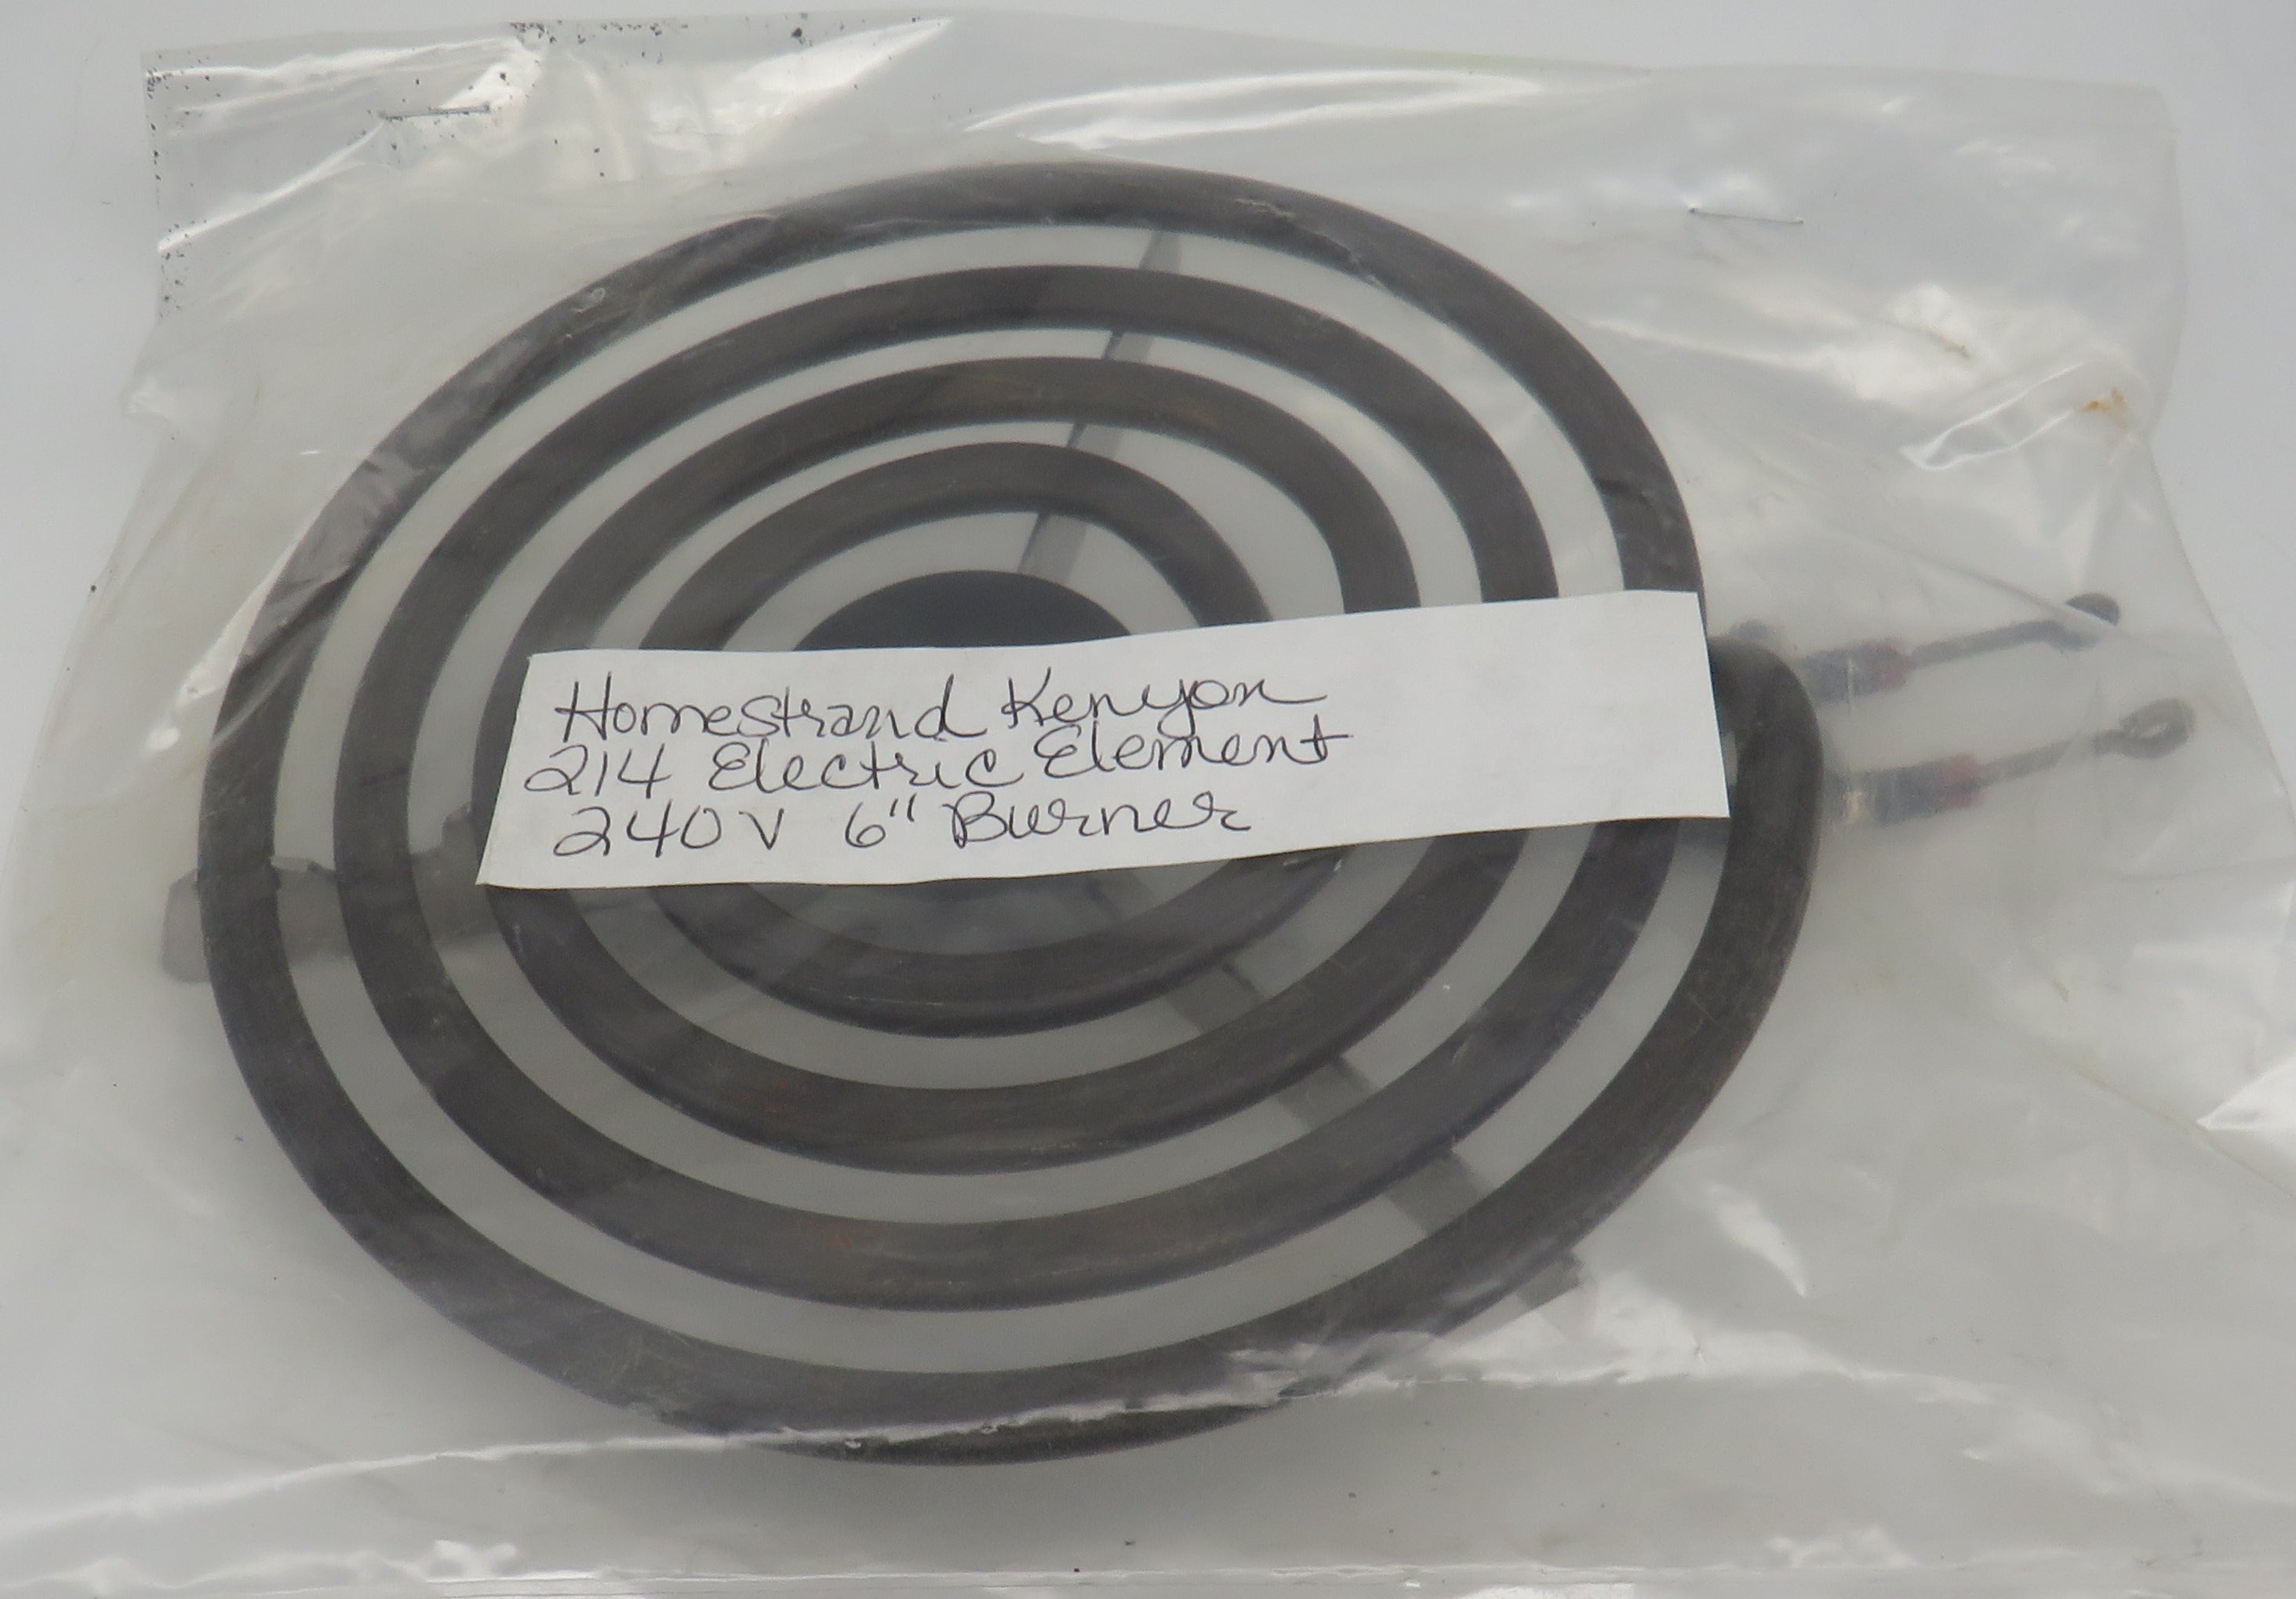 Homestrand Kenyon
214 Electric Element
240V 6" Burner